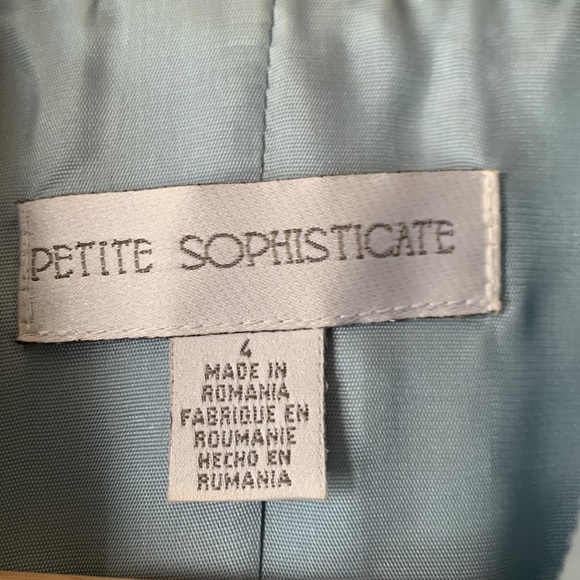 PETITE SOPHISTICATE
4
MADE IN
ROMANIA
FABRIQUE EN
ROUMANIE
HECHO EN
RUMANIA